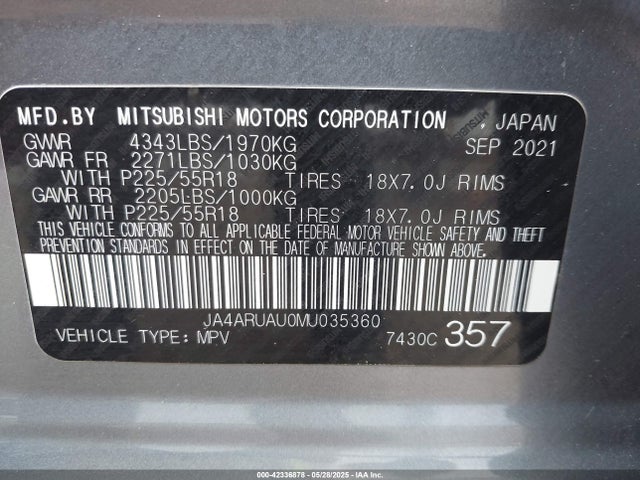 MFD.BY MITSUBISHI MOTORS CORPORATION , JAPAN
GVWR 4343LBS/1970KG SEP 2021
GAWR FR 2271LBS/1030KG
WITH P225/55R18 TIRES 18X7.0J RIMS
GAWR RR 2205LBS/1000KG
WITH P225/55R18 TIRES 18X7.0J RIMS
THIS VEHICLE CONFORMS TO ALL APPLICABLE FEDERAL MOTOR VEHICLE SAFETY AND THEFT
PREVENTION STANDARDS IN EFFECT ON THE DATE OF MANUFACTURE SHOWN ABOVE.
JA4ARUAU0MU035360
VEHICLE TYPE: MPV 7430C 357
000-42336878 - 05/28/2025 - IAAI.COM